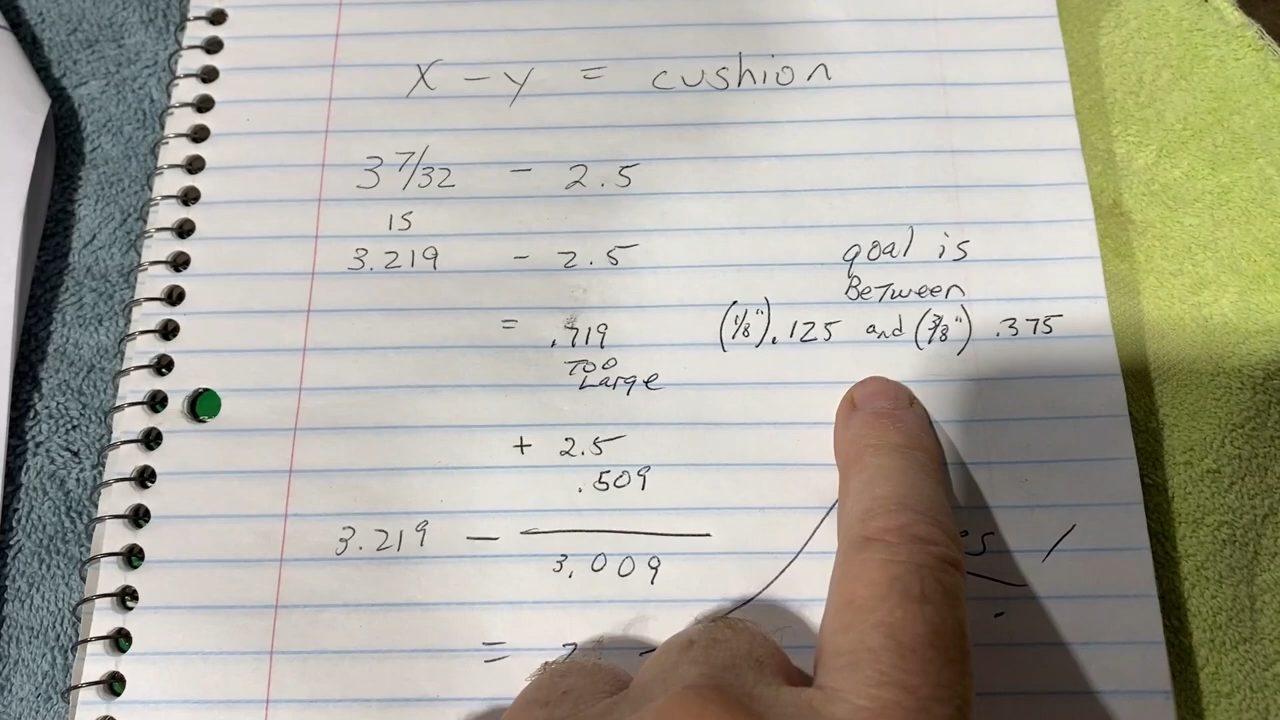 x - y = cushion
3 7/32 - 2.5
is
3.219 - 2.5
= .719
Too
Large
goal is
Between
(1/8") .125 and (3/8") .375
+ 2.5
.509
3.219 - 3.009
=